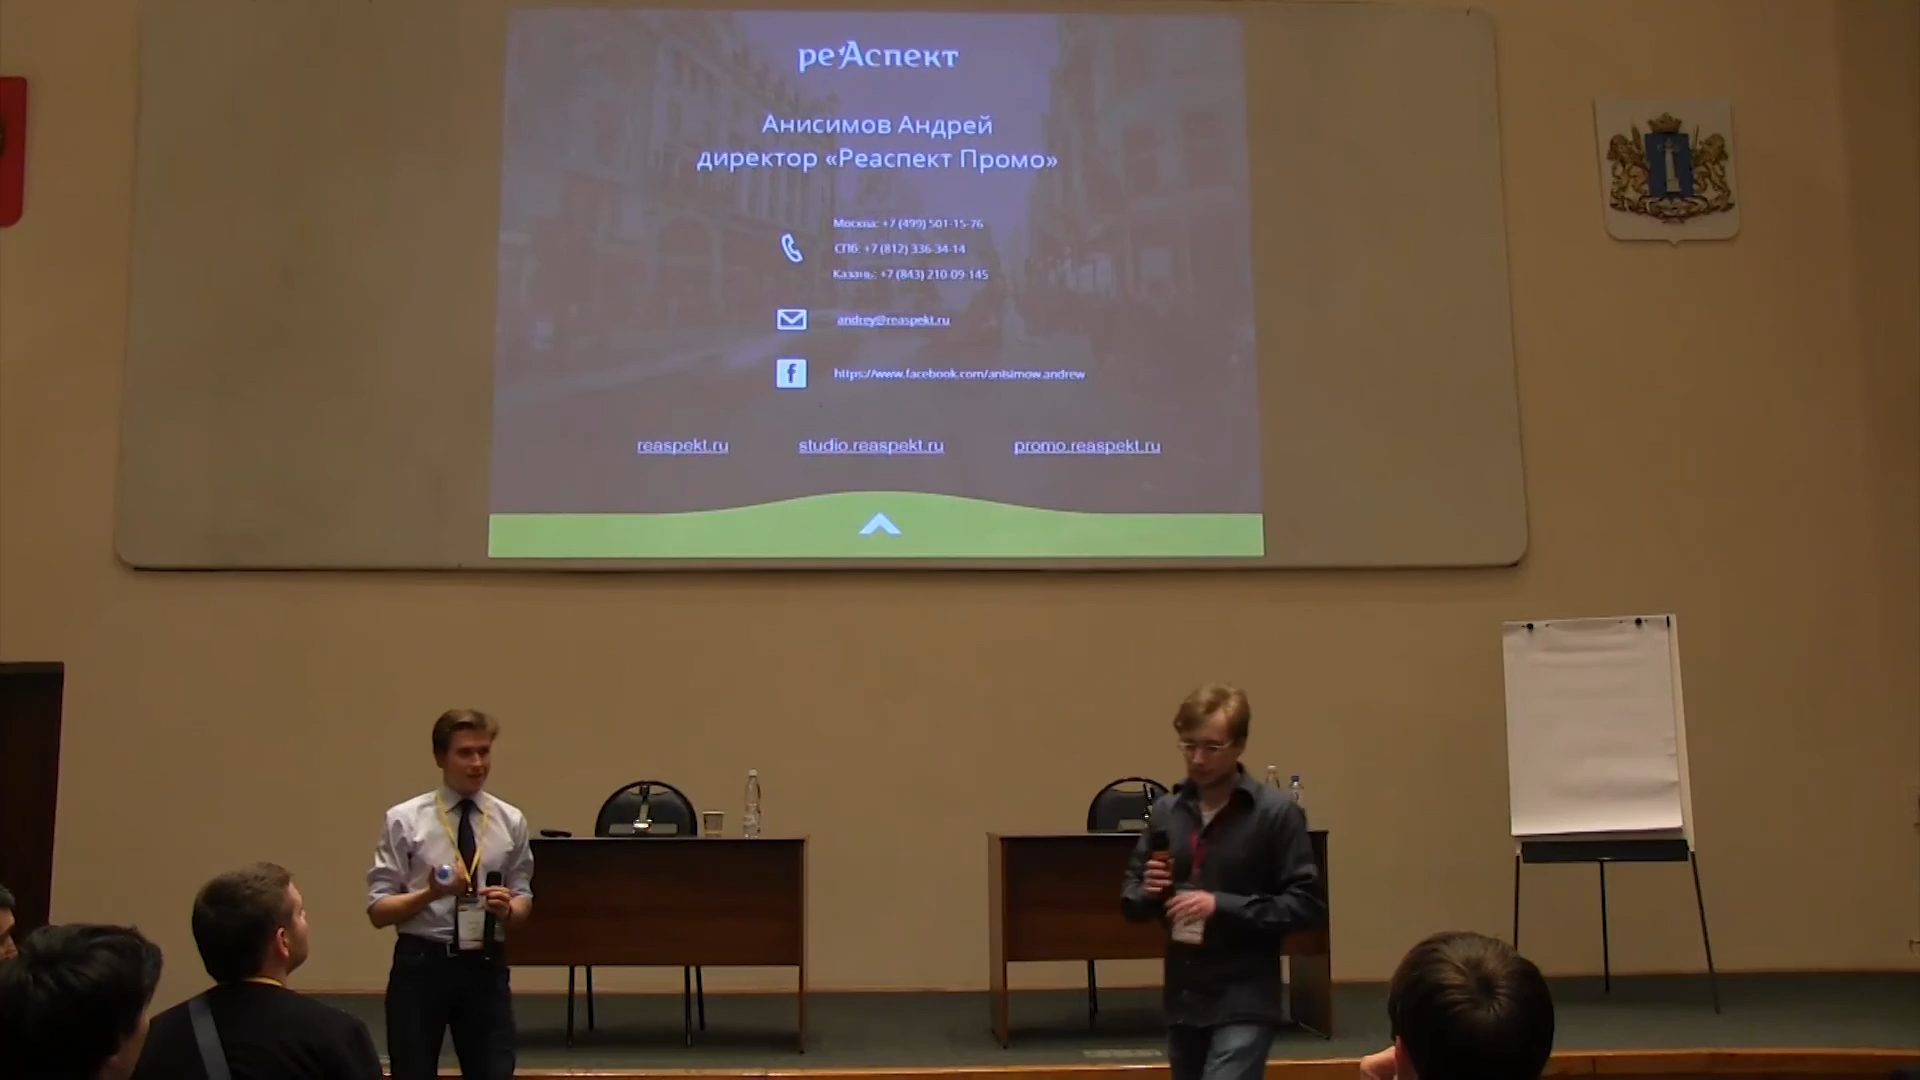 ре'Аспект
Анисимов Андрей
директор «Реаспект Промо»
Москва: +7 (499) 501-15-76
СПб: +7 (812) 336-34-14
Казань: +7 (843) 210-09-145
andrey@reaspekt.ru
f
https://www.facebook.com/anisimow.andrew
reaspekt.ru studio.reaspekt.ru promo.reaspekt.ru